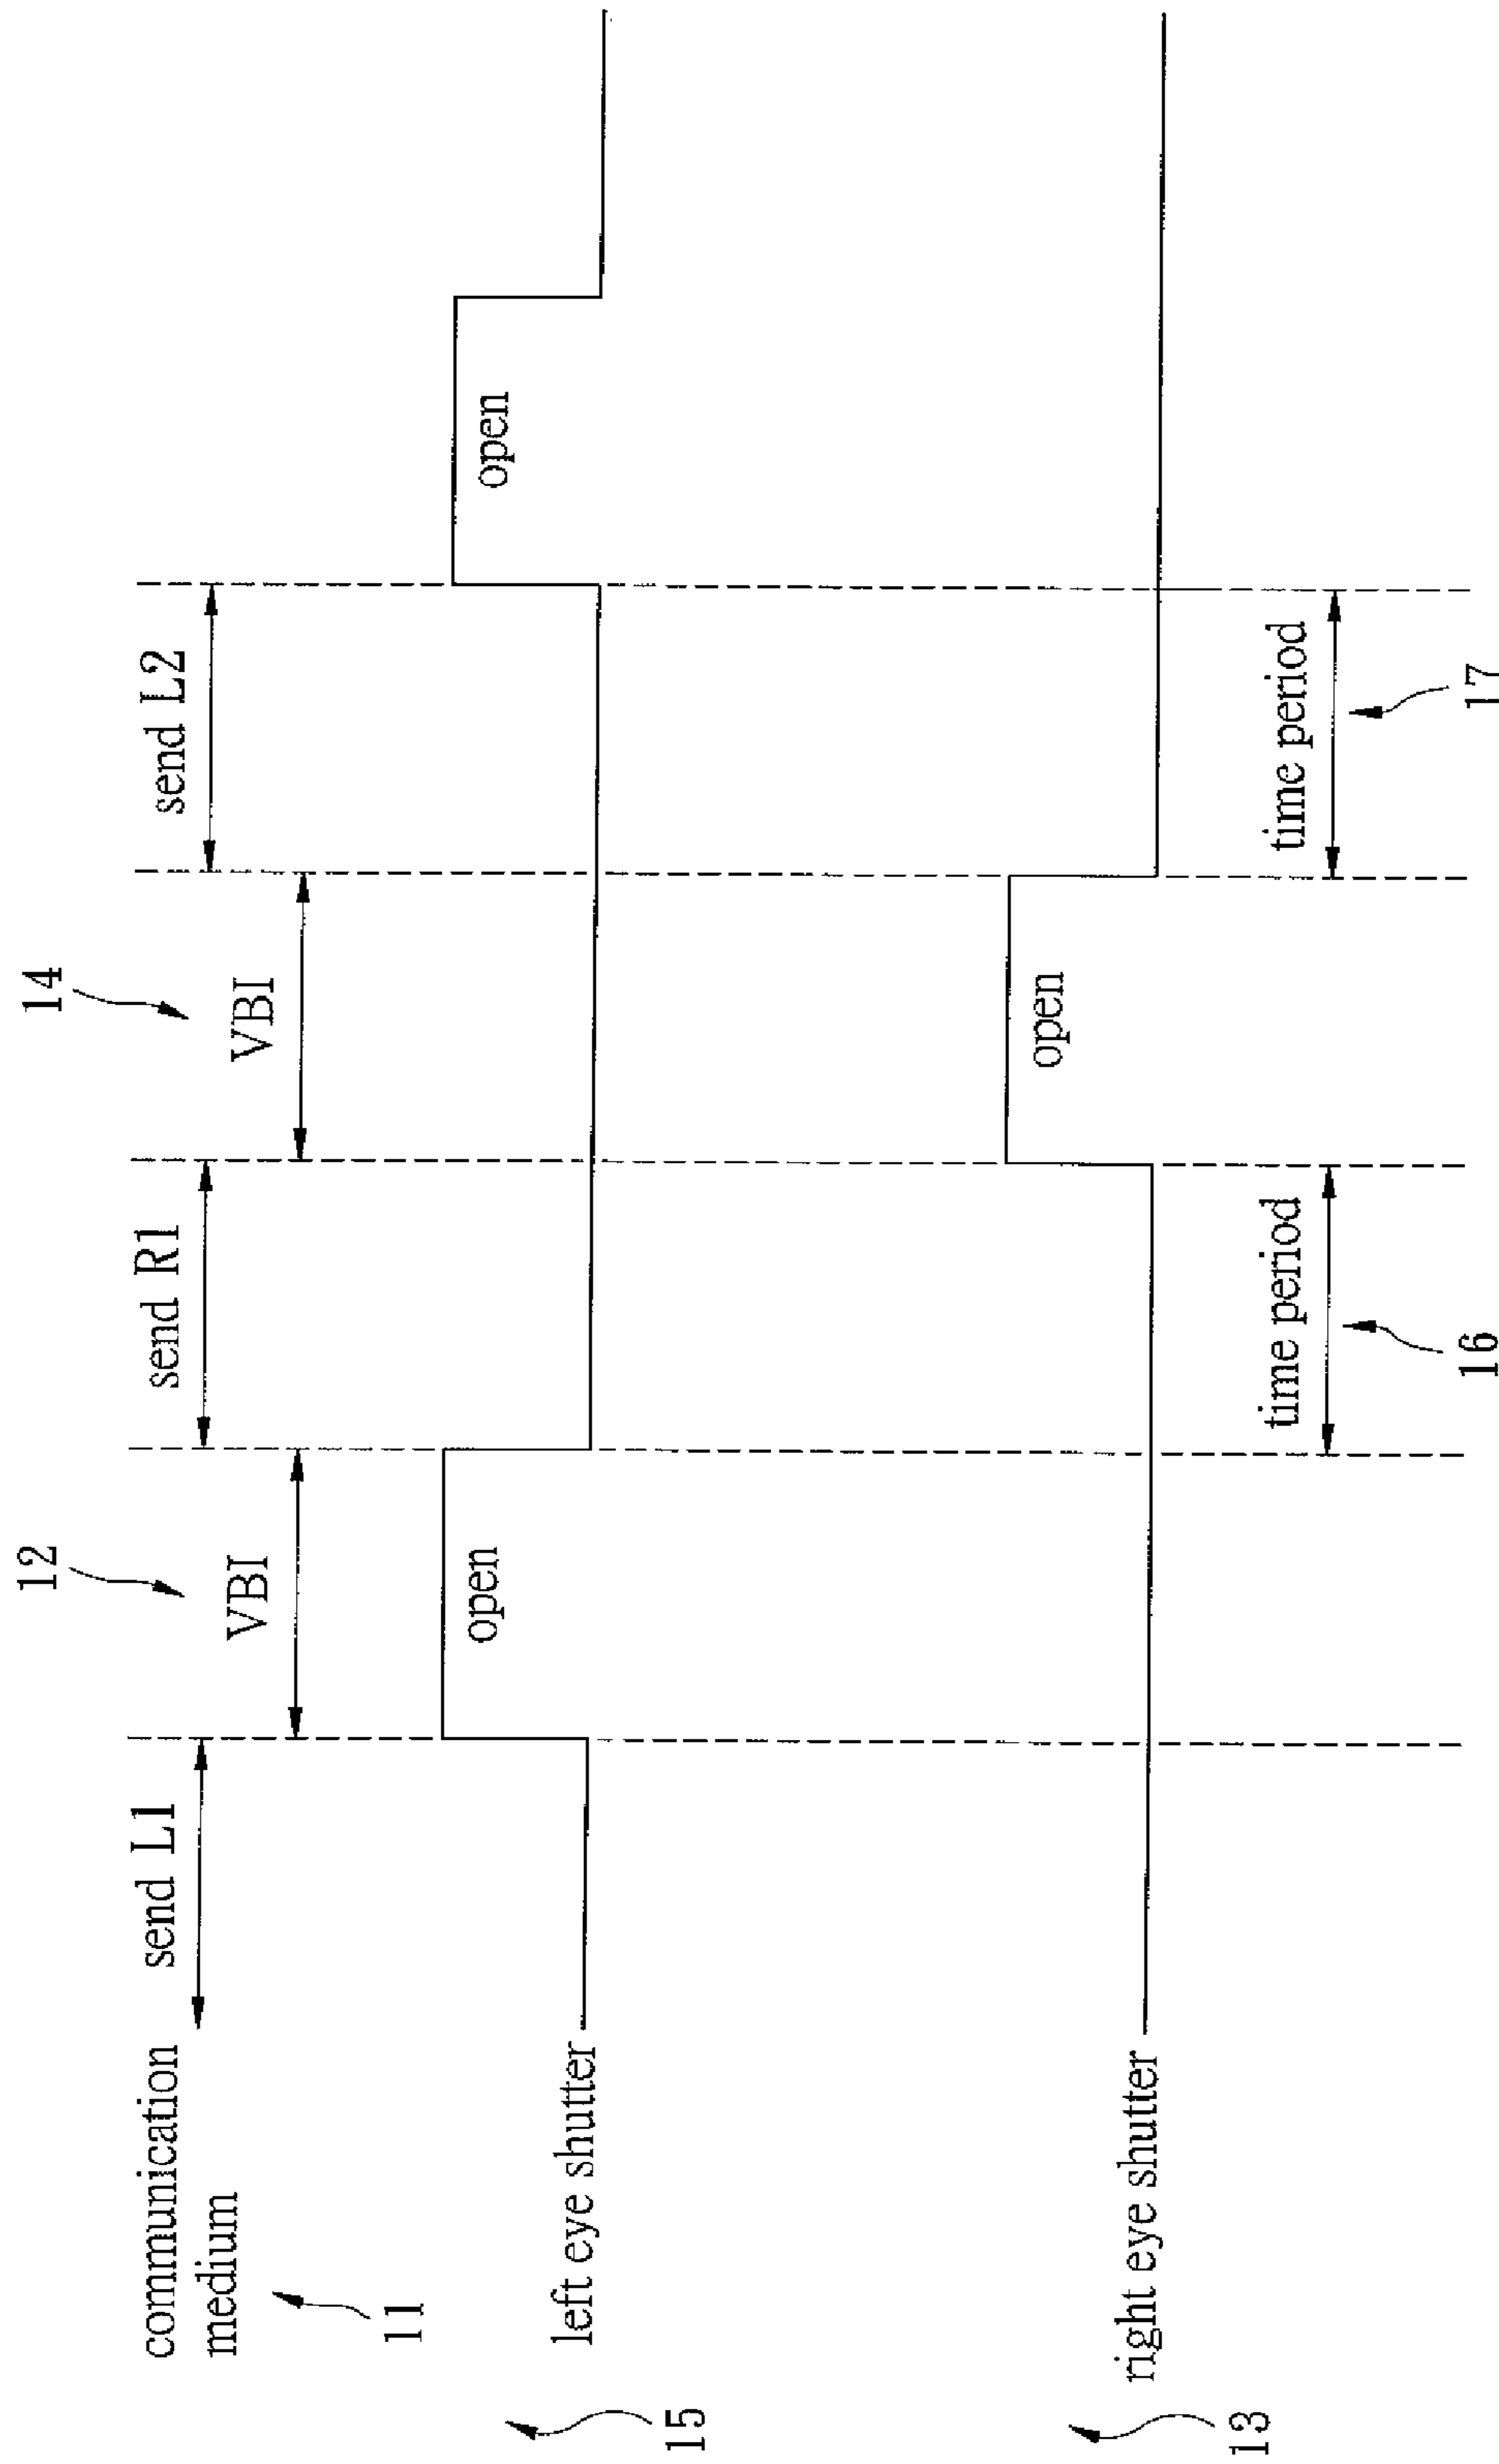 12
14
send L1
send R1
send L2
VBI
VBI
communication
medium
11
open
open
left eye shutter
15
open
right eye shutter
13
time period
time period
16
17